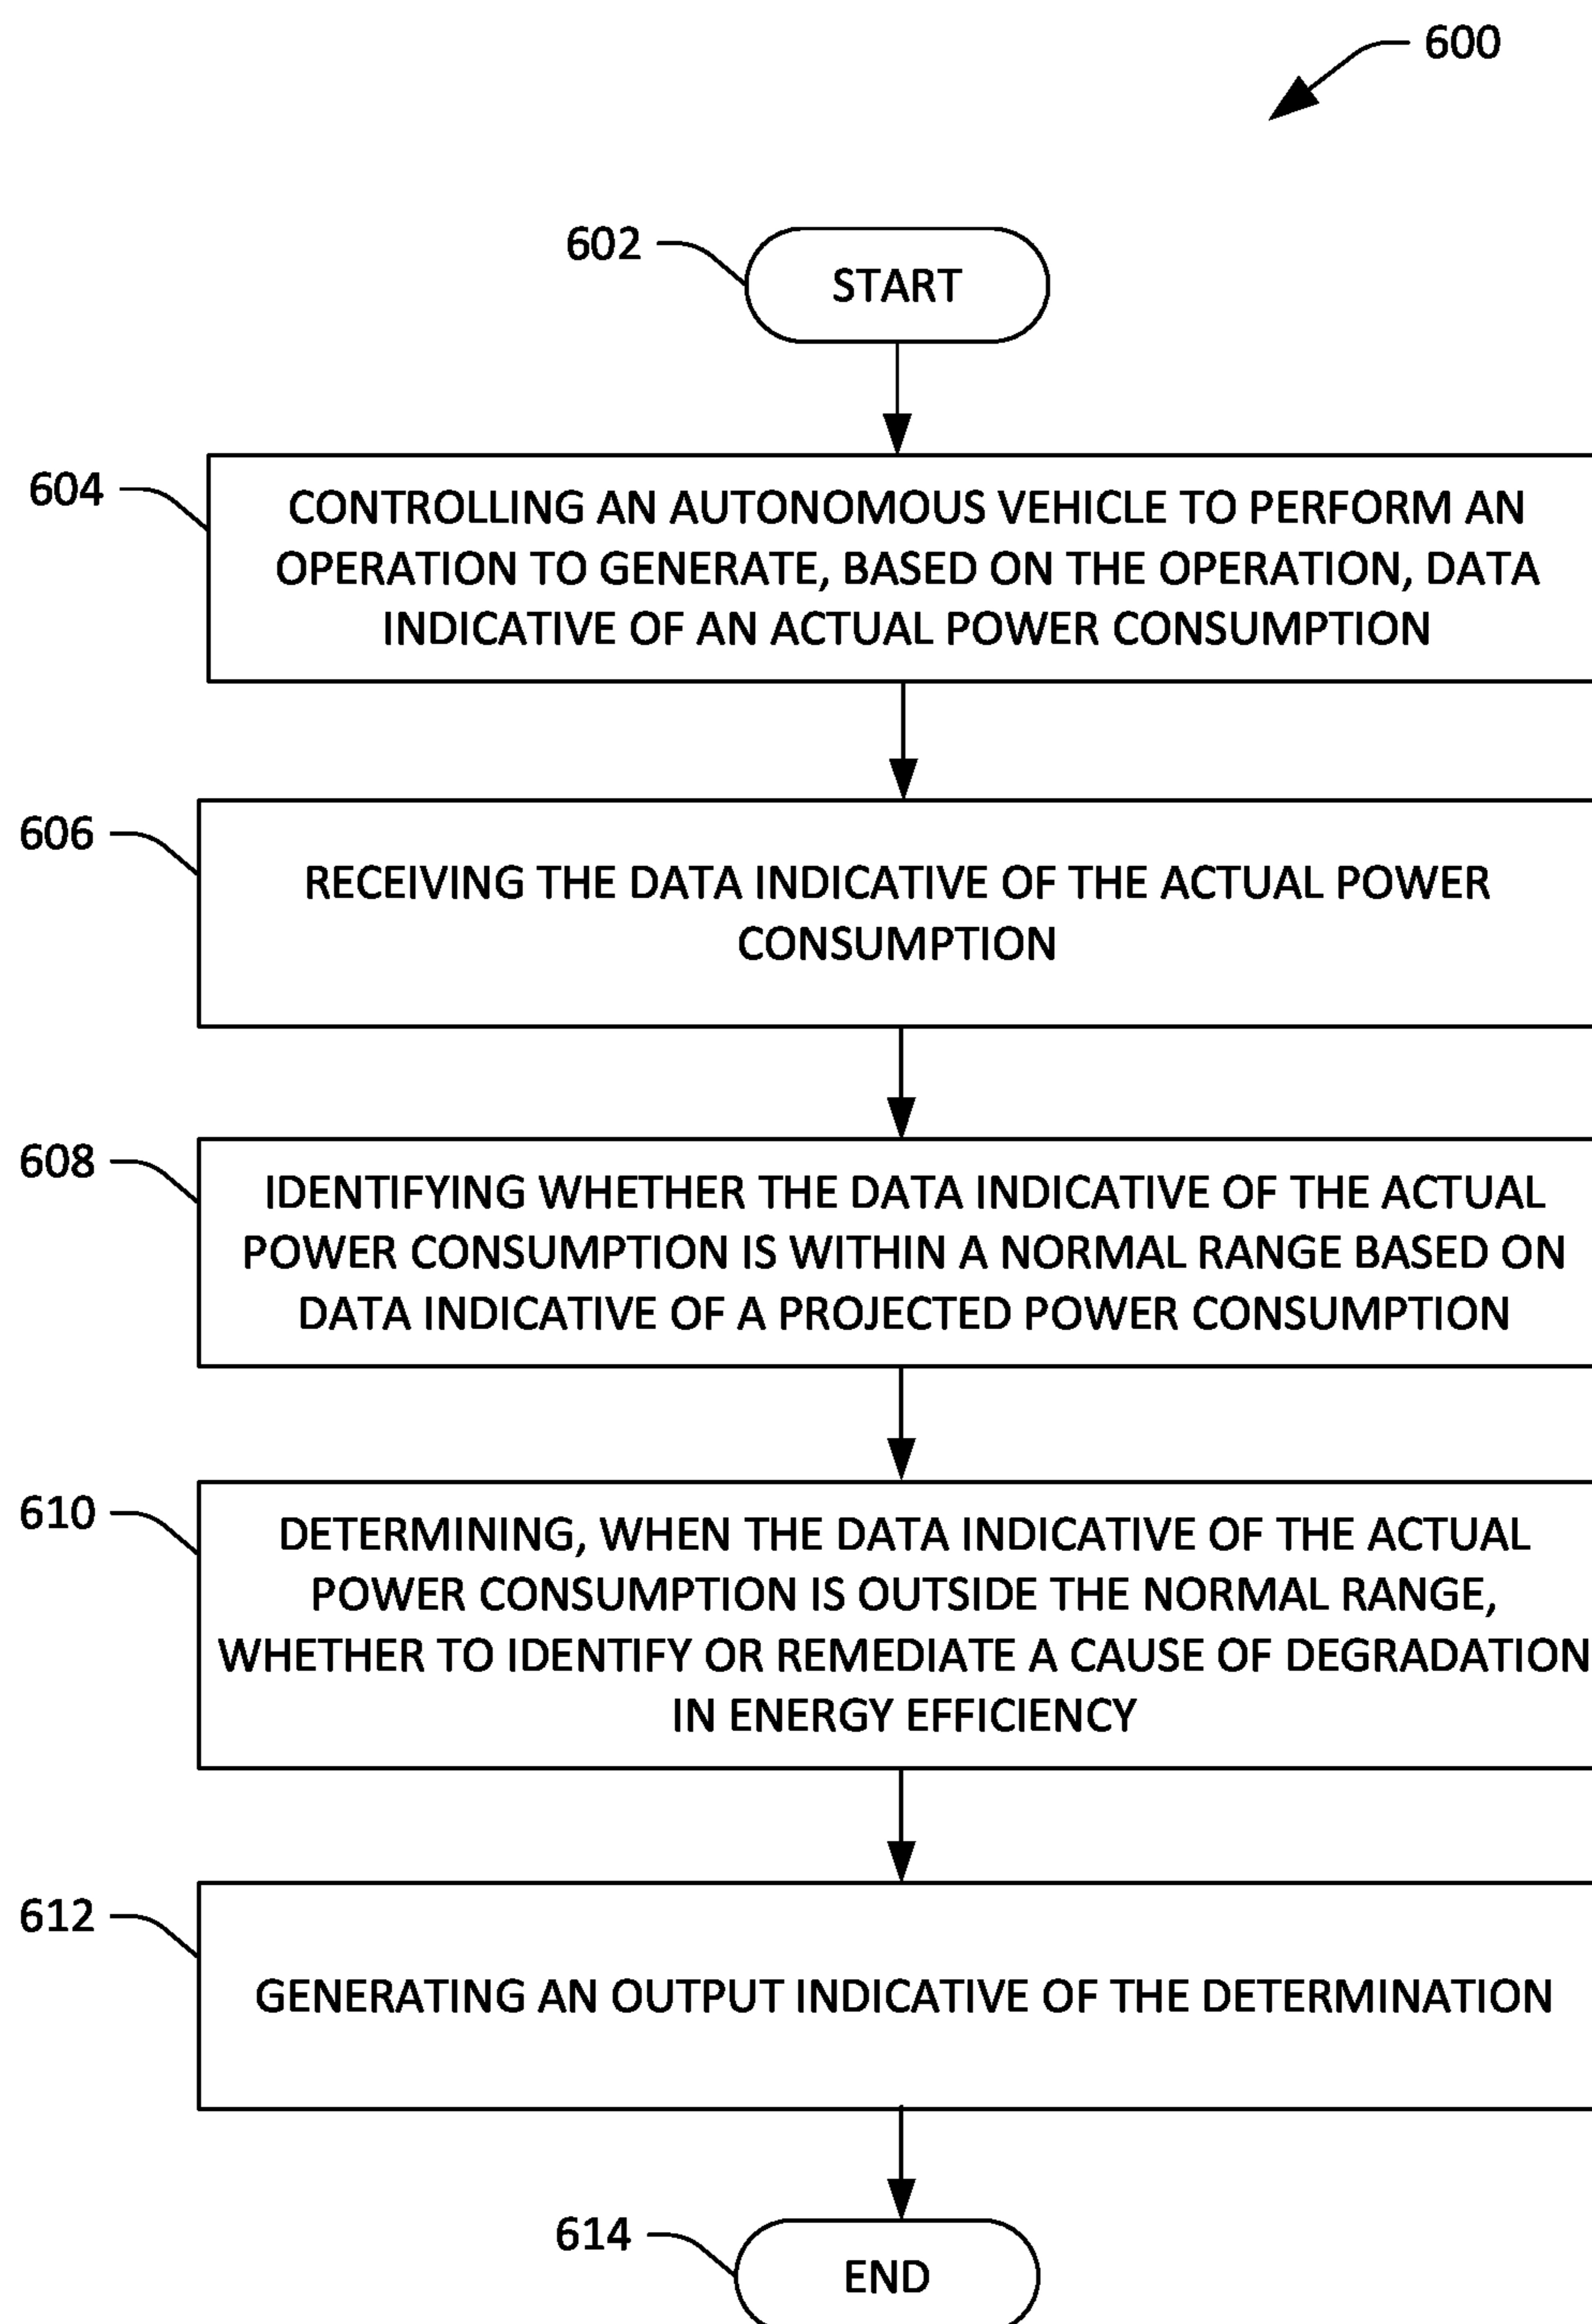 600
602
START
604
CONTROLLING AN AUTONOMOUS VEHICLE TO PERFORM AN
OPERATION TO GENERATE, BASED ON THE OPERATION, DATA
INDICATIVE OF AN ACTUAL POWER CONSUMPTION
606
RECEIVING THE DATA INDICATIVE OF THE ACTUAL POWER
CONSUMPTION
608
IDENTIFYING WHETHER THE DATA INDICATIVE OF THE ACTUAL
POWER CONSUMPTION IS WITHIN A NORMAL RANGE BASED ON
DATA INDICATIVE OF A PROJECTED POWER CONSUMPTION
610
DETERMINING, WHEN THE DATA INDICATIVE OF THE ACTUAL
POWER CONSUMPTION IS OUTSIDE THE NORMAL RANGE,
WHETHER TO IDENTIFY OR REMEDIATE A CAUSE OF DEGRADATION
IN ENERGY EFFICIENCY
612
GENERATING AN OUTPUT INDICATIVE OF THE DETERMINATION
614
END